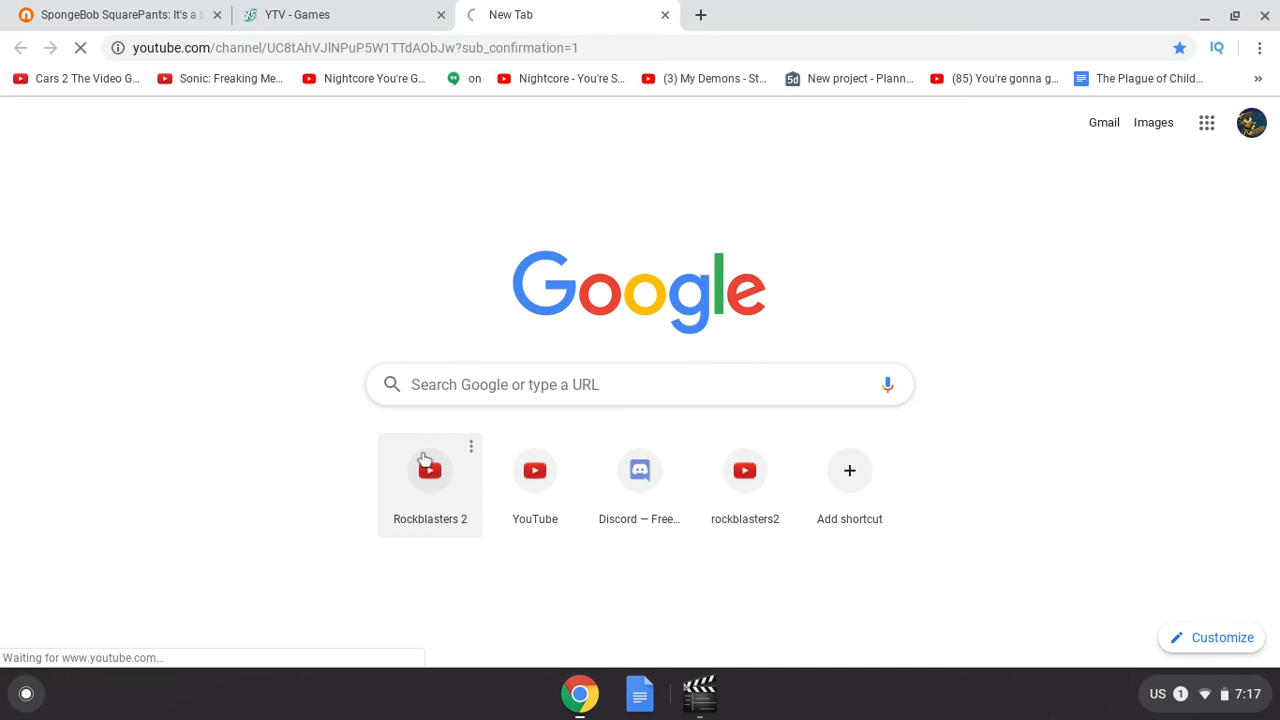 SpongeBob SquarePants: It's a S
YTV - Games
New Tab
youtube.com/channel/UC8tAhVJlNPuP5W1TTdAObJw?sub_confirmation=1
IQ
Cars 2 The Video G...
Sonic: Freaking Me...
Nightcore You're G...
on
Nightcore - You're S...
(3) My Demons - St...
5d
New project - Plann...
(85) You're gonna g...
The Plague of Child...
Gmail
Images
Google
Search Google or type a URL
Rockblasters 2
YouTube
Discord — Free...
rockblasters2
Add shortcut
Customize
Waiting for www.youtube.com...
US
1
7:17